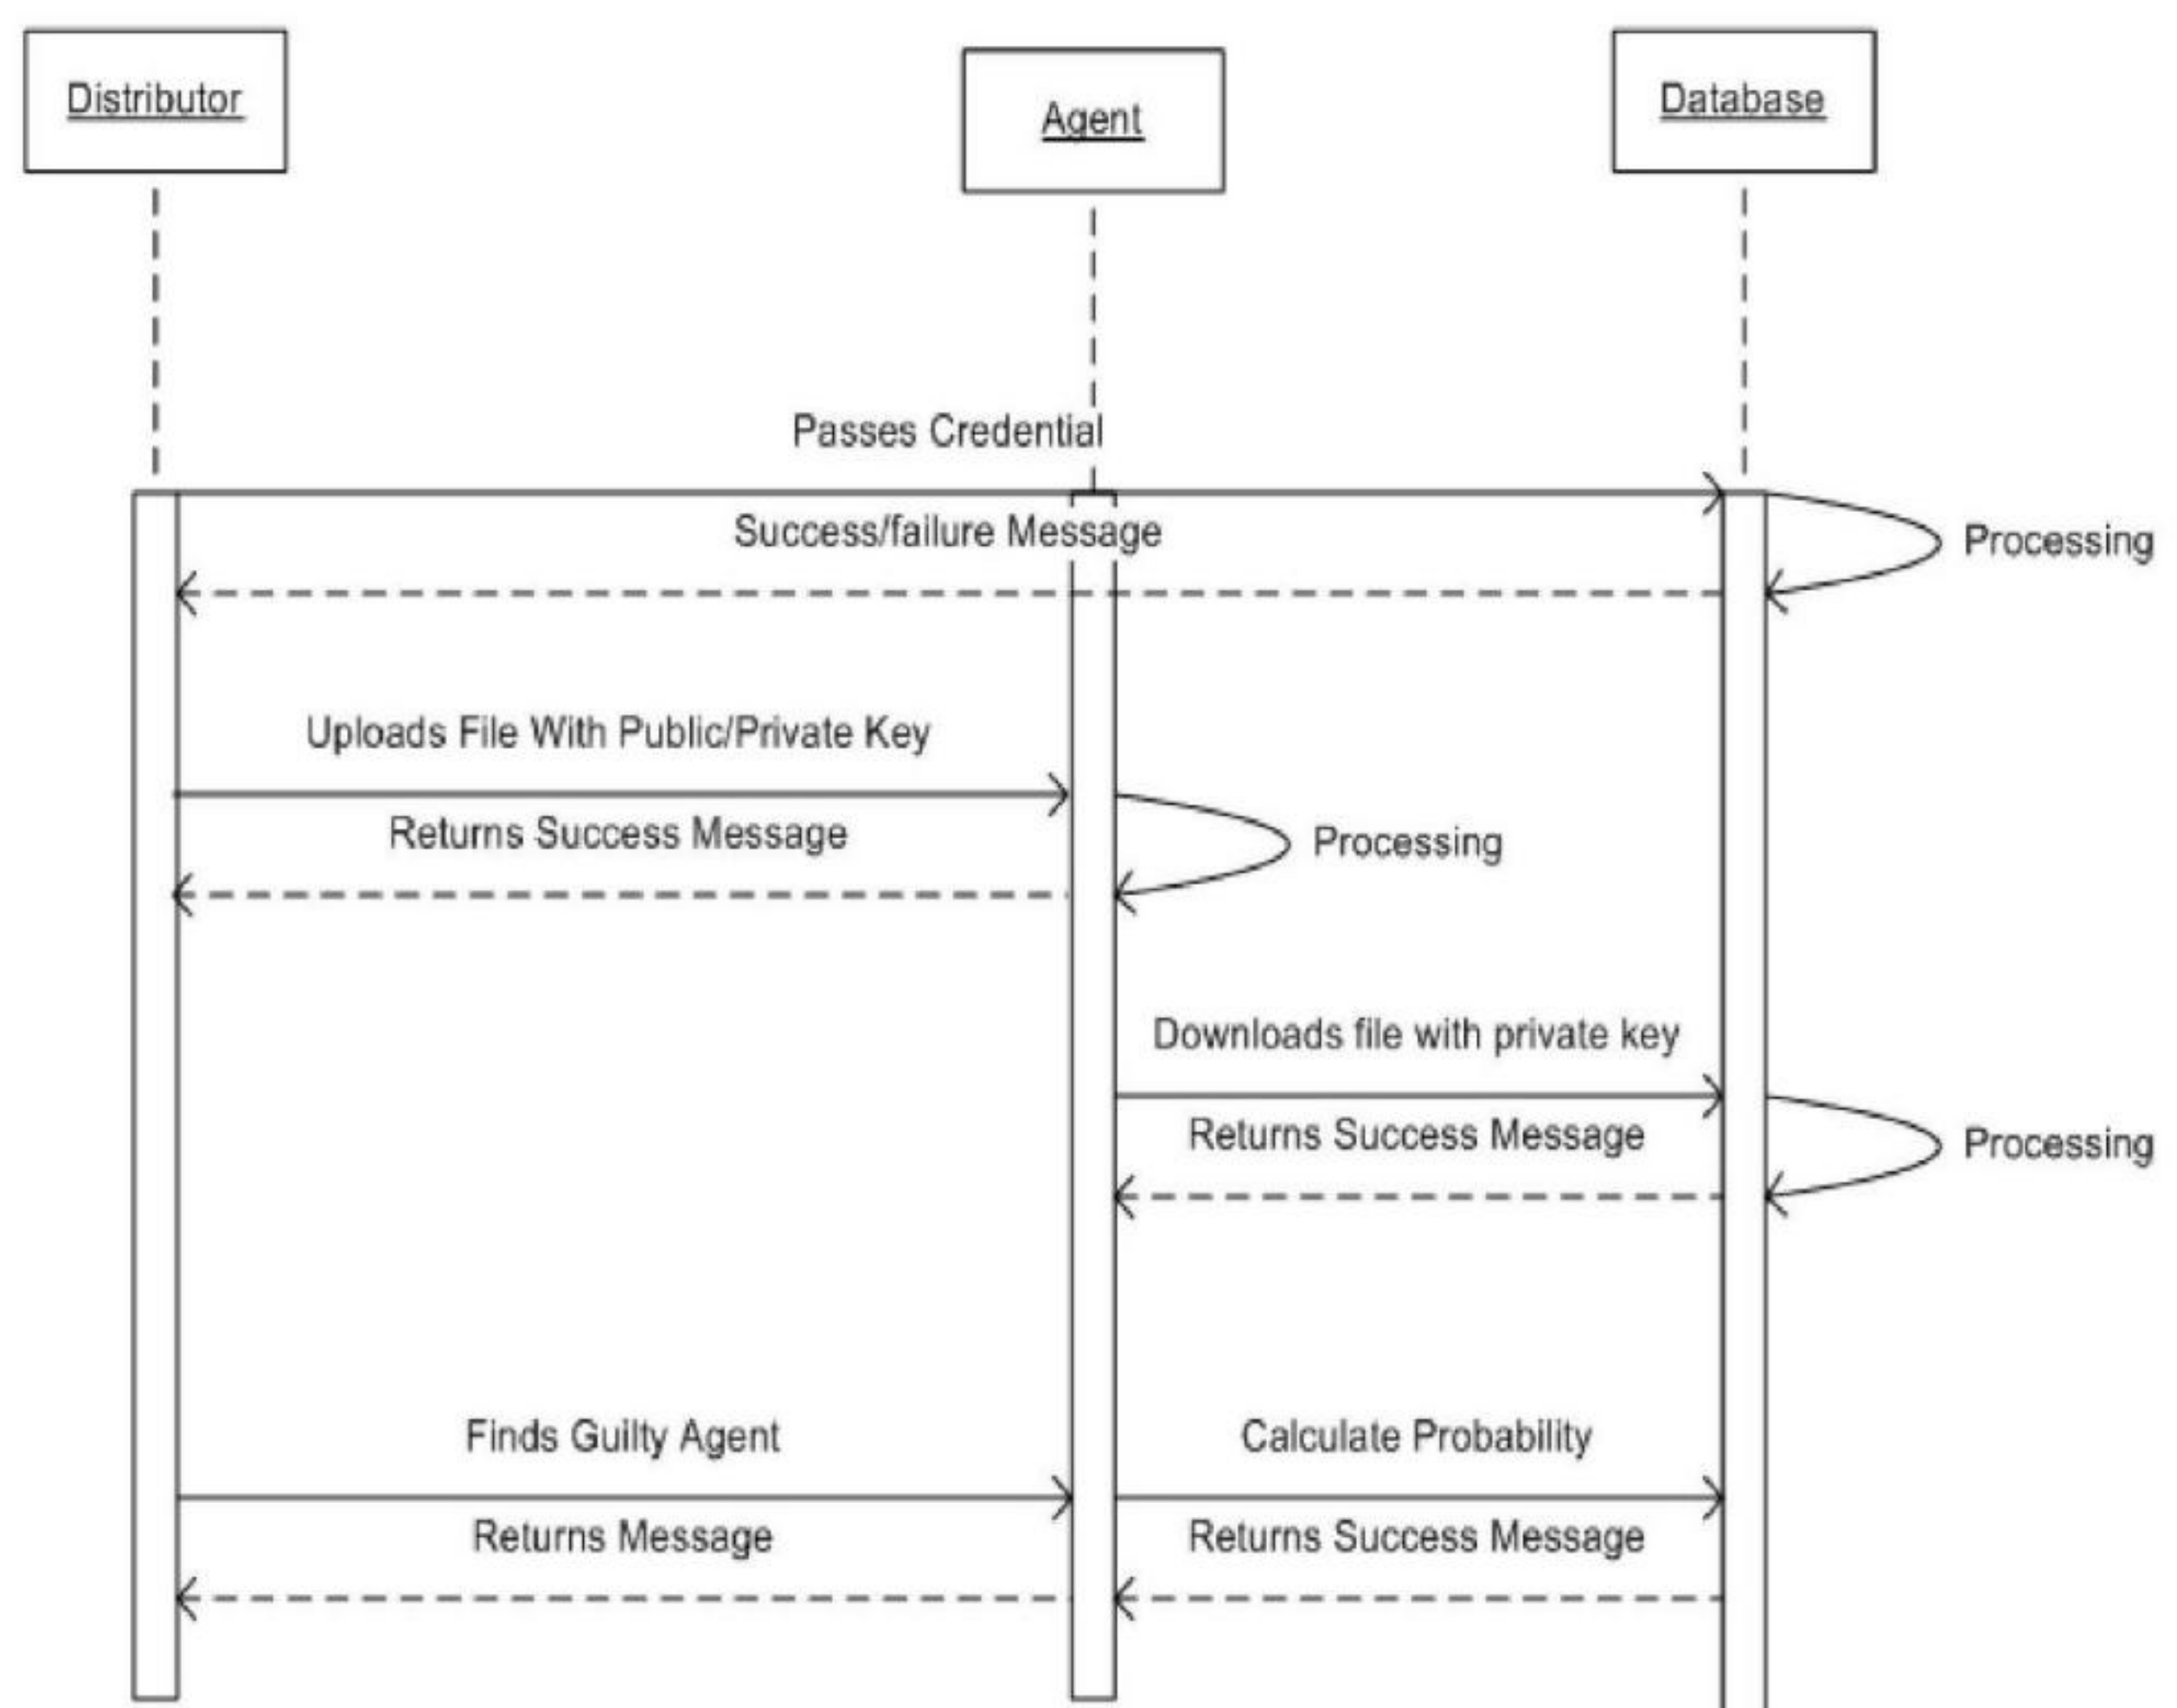 Distributor
Agent
Database
Passes Credential
Success/failure Message
Processing
Uploads File With Public/Private Key
Returns Success Message
Processing
Downloads file with private key
Returns Success Message
Processing
Finds Guilty Agent
Calculate Probability
Returns Message
Returns Success Message